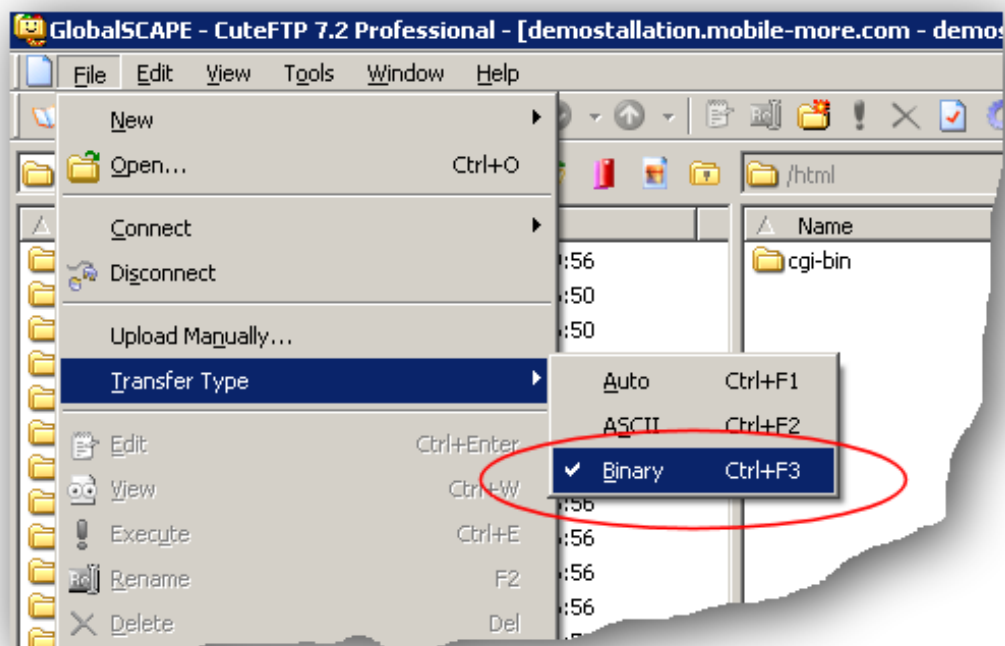 GlobalSCAPE - CuteFTP 7.2 Professional - [demostallation.mobile-more.com - demos
File Edit View Tools Window Help
New
Open... Ctrl+O
/html
Connect
Name
Disconnect
:56
cgi-bin
:50
Upload Manually...
:50
Transfer Type
Auto Ctrl+F1
ASCII Ctrl+F2
Edit Ctrl+Enter
Binary Ctrl+F3
View Ctrl+W
:56
Execute Ctrl+E
:56
Rename F2
:56
Delete Del
:56